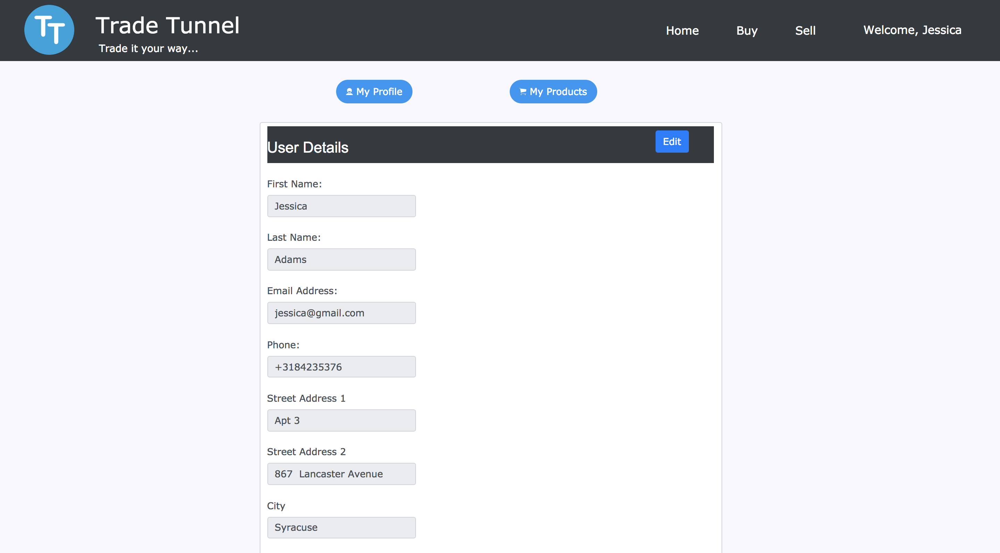 TT
Trade Tunnel
Trade it your way...
Home Buy Sell Welcome, Jessica
My Profile My Products
User Details Edit
First Name:
Jessica
Last Name:
Adams
Email Address:
jessica@gmail.com
Phone:
+3184235376
Street Address 1
Apt 3
Street Address 2
867  Lancaster Avenue
City
Syracuse